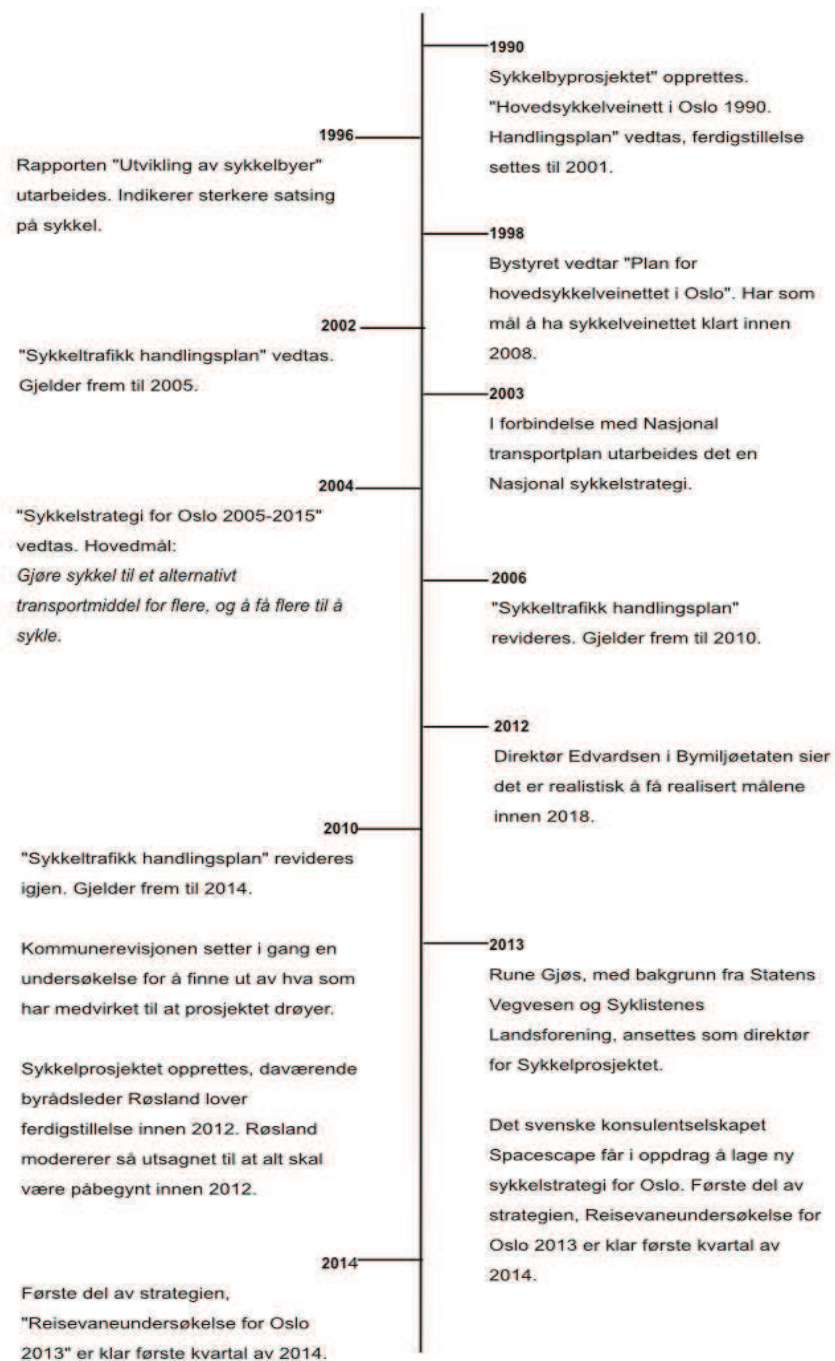 1990
Sykkelbyprosjektet" opprettes.
"Hovedsykkelveinett i Oslo 1990.
Handlingsplan" vedtas, ferdigstillelse
settes til 2001.
1996
Rapporten "Utvikling av sykkelbyer"
utarbeides. Indikerer sterkere satsing
på sykkel.
1998
Bystyret vedtar "Plan for
hovedsykkelveinettet i Oslo". Har som
mål å ha sykkelveinettet klart innen
2008.
2002
"Sykkeltrafikk handlingsplan" vedtas.
Gjelder frem til 2005.
2003
I forbindelse med Nasjonal
transportplan utarbeides det en
Nasjonal sykkelstrategi.
2004
"Sykkelstrategi for Oslo 2005-2015"
vedtas. Hovedmål:
Gjøre sykkel til et alternativt
transportmiddel for flere, og å få flere til å
sykle.
2006
"Sykkeltrafikk handlingsplan"
revideres. Gjelder frem til 2010.
2012
Direktør Edvardsen i Bymiljøetaten sier
det er realistisk å få realisert målene
innen 2018.
2010
"Sykkeltrafikk handlingsplan" revideres
igjen. Gjelder frem til 2014.
Kommunerevisjonen setter i gang en
undersøkelse for å finne ut av hva som
har medvirket til at prosjektet drøyer.
Sykkelprosjektet opprettes, daværende
byrådsleder Røsland lover
ferdigstillelse innen 2012. Røsland
modererer så utsagnet til at alt skal
være påbegynt innen 2012.
2013
Rune Gjøs, med bakgrunn fra Statens
Vegvesen og Syklistenes
Landsforening, ansettes som direktør
for Sykkelprosjektet.
Det svenske konsulentselskapet
Spacescape får i oppdrag å lage ny
sykkelstrategi for Oslo. Første del av
strategien, Reisevaneundersøkelse for
Oslo 2013 er klar første kvartal av
2014.
2014
Første del av strategien,
"Reisevaneundersøkelse for Oslo
2013" er klar første kvartal av 2014.